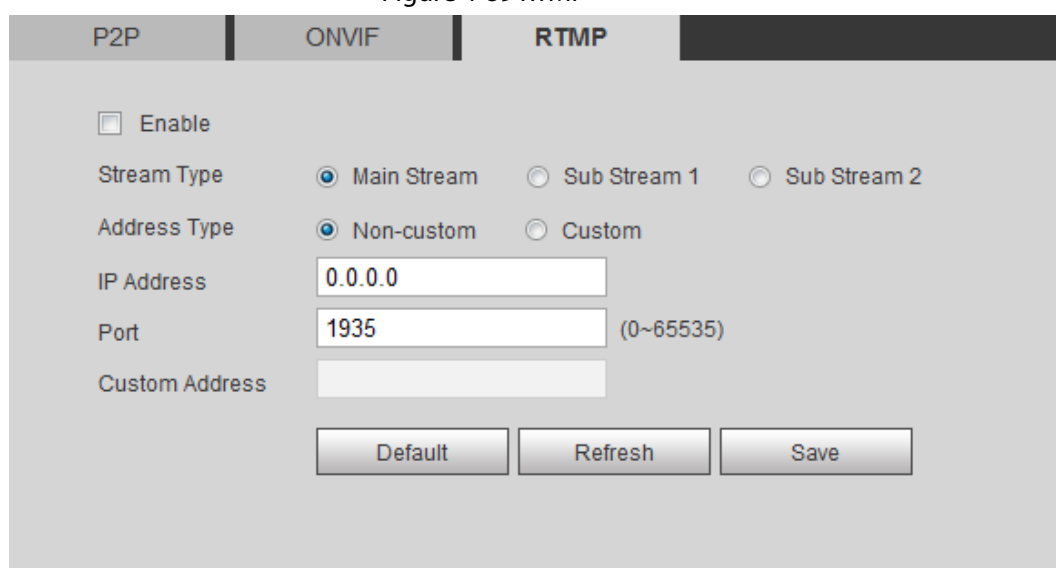 P2P ONVIF RTMP
Enable
Stream Type Main Stream Sub Stream 1 Sub Stream 2
Address Type Non-custom Custom
IP Address 0.0.0.0
Port 1935 (0~65535)
Custom Address
Default Refresh Save